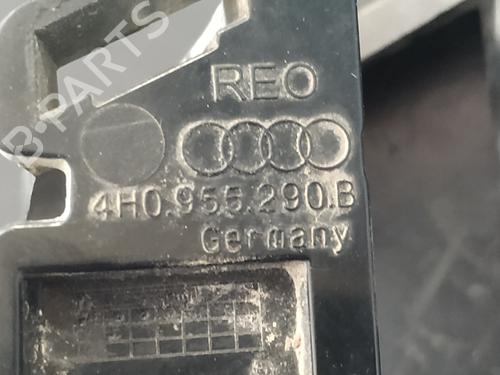 REO
4H0.955.290.B
Germany
B-PARTS